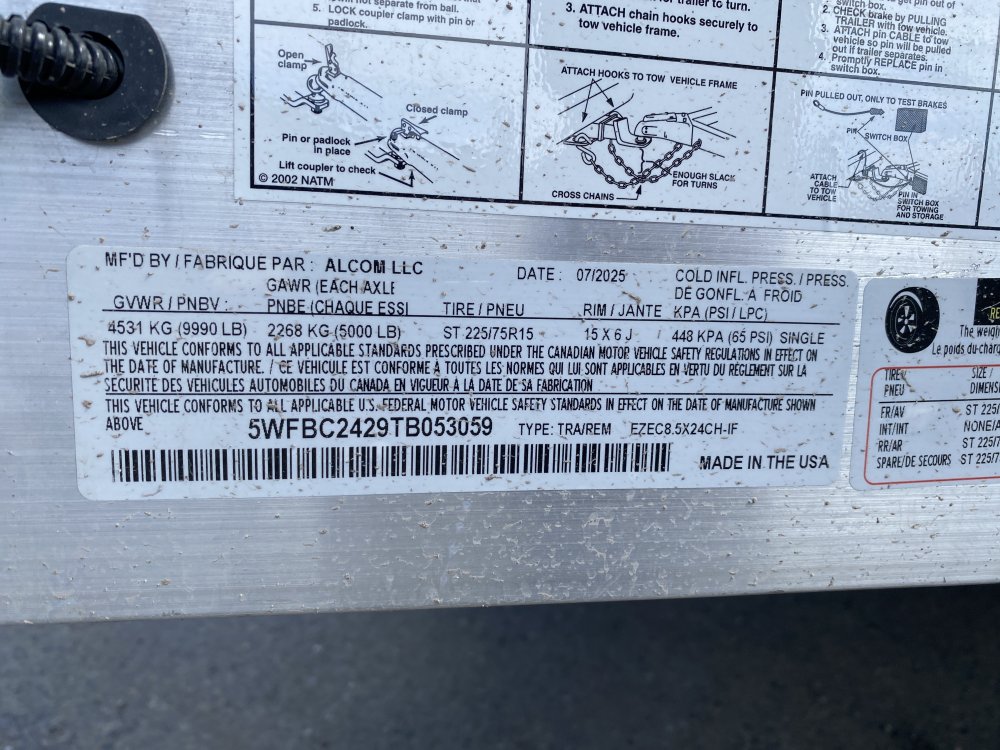 not separate from ball.
5. LOCK coupler clamp with pin or
padlock.
Open
clamp
Closed clamp
Pin or padlock
in place
Lift coupler to check
© 2002 NATM
for trailer to turn.
3. ATTACH chain hooks securely to
tow vehicle frame.
ATTACH HOOKS TO TOW VEHICLE FRAME
ENOUGH SLACK
FOR TURNS
CROSS CHAINS
get pin out of
switch box.
2. CHECK brake by PULLING
TRAILER with tow vehicle.
3. ATTACH pin CABLE to tow
vehicle so pin will be pulled
out if trailer separates.
4. Promptly REPLACE pin in
switch box.
PIN PULLED OUT, ONLY TO TEST BRAKES
PIN
SWITCH BOX
ATTACH
CABLE
TO TOW
VEHICLE
PIN IN
SWITCH BOX
FOR TOWING
AND STORAGE
MF'D BY / FABRIQUE PAR : ALCOM LLC
DATE : 07/2025
COLD INFL. PRESS. / PRESS.
DE GONFL. A FROID
GAWR (EACH AXLE
GVWR / PNBV : PNBE (CHAQUE ESSI TIRE / PNEU RIM / JANTE KPA (PSI / LPC)
4531 KG (9990 LB) 2268 KG (5000 LB) ST 225/75R15 15 X 6 J / 448 KPA (65 PSI) SINGLE
THIS VEHICLE CONFORMS TO ALL APPLICABLE STANDARDS PRESCRIBED UNDER THE CANADIAN MOTOR VEHICLE SAFETY REGULATIONS IN EFFECT ON
THE DATE OF MANUFACTURE. / CE VEHICULE EST CONFORME À TOUTES LES NORMES QUI LUI SONT APPLICABLES EN VERTU DU RÈGLEMENT SUR LA
SÉCURITE DES VEHICULES AUTOMOBILES DU CANADA EN VIGUEUR À LA DATE DE SA FABRICATION
THIS VEHICLE CONFORMS TO ALL APPLICABLE U.S. FEDERAL MOTOR VEHICLE SAFETY STANDARDS IN EFFECT ON THE DATE OF MANUFACTURE SHOWN
ABOVE
5WFBC2429TB053059 TYPE: TRA/REM EZEC8.5X24CH-IF
MADE IN THE USA
The weigh
Le poids du charg
TIRE/ SIZE /
PNEU DIMENS
FR/AV ST 225
INT/INT NONE/A
RR/AR ST 225/7
SPARE/DE SECOURS ST 225/7